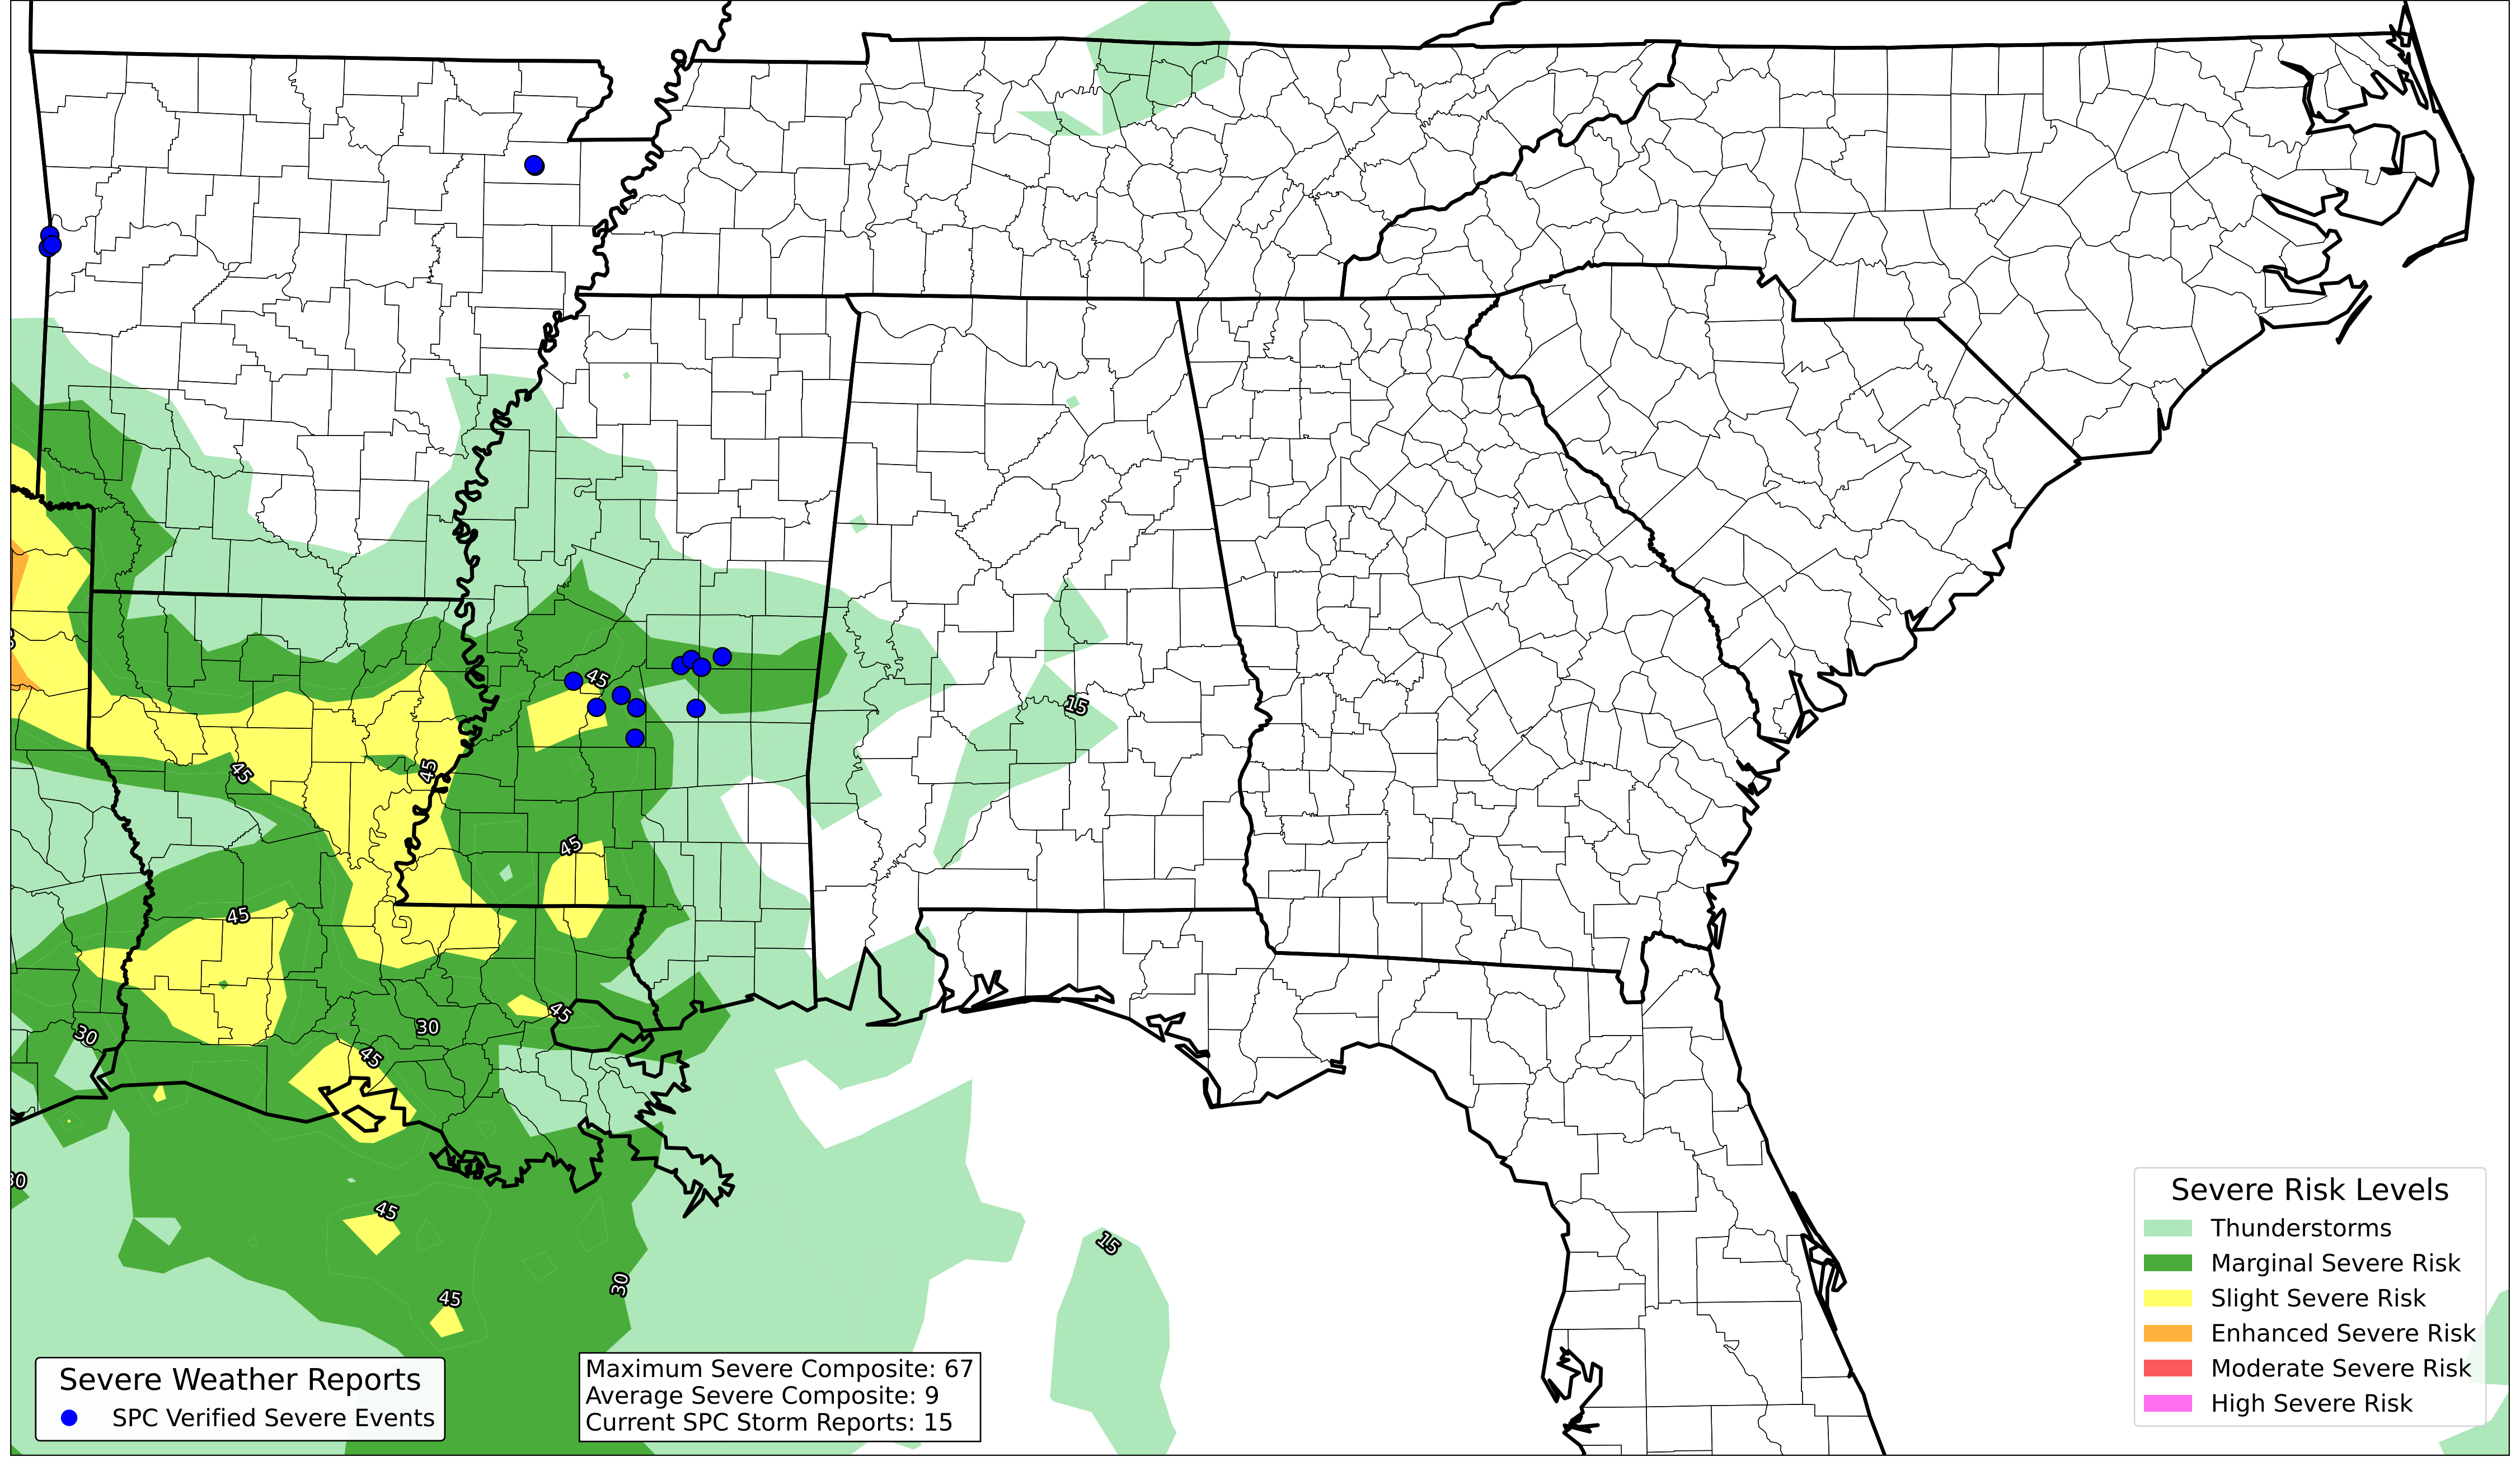 45
15
45
45
45
45
30
30
45
45
30
45
15
30
45
Severe Risk Levels
Thunderstorms
Marginal Severe Risk
Slight Severe Risk
Enhanced Severe Risk
Moderate Severe Risk
High Severe Risk
Severe Weather Reports
SPC Verified Severe Events
Maximum Severe Composite: 67
Average Severe Composite: 9
Current SPC Storm Reports: 15